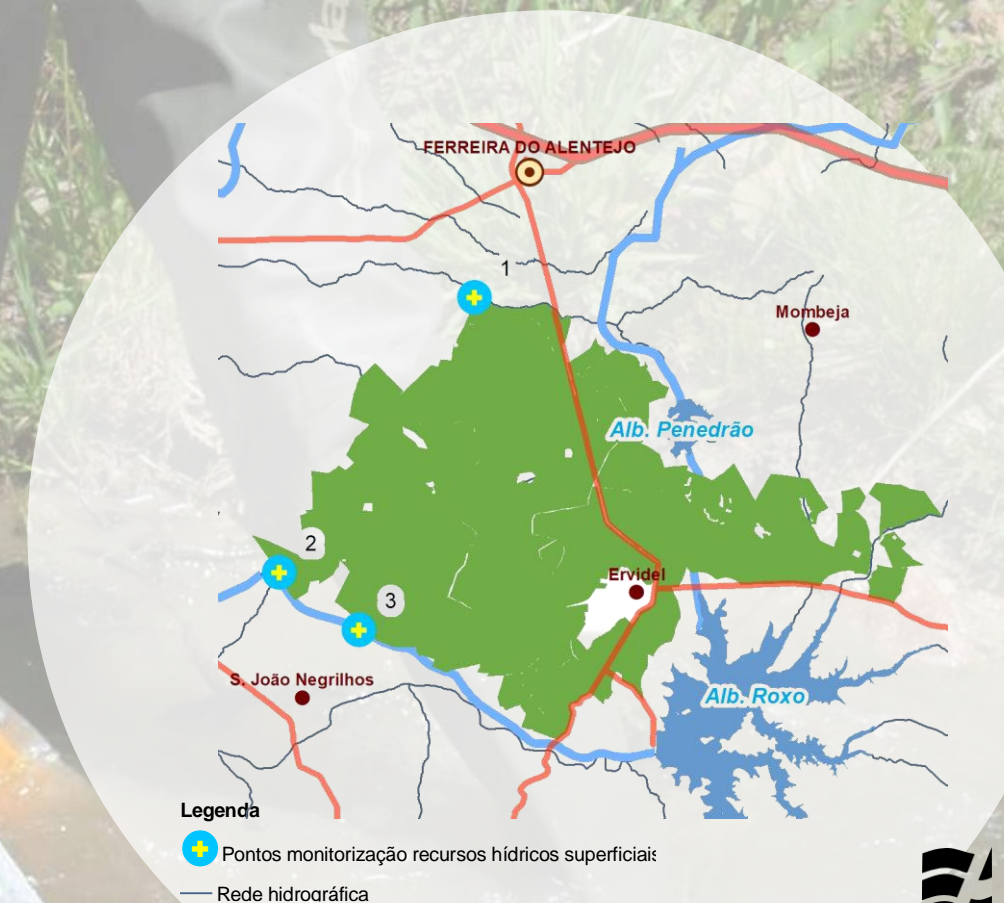 FERREIRA DO ALENTEJO
1
Mombeja
Alb. Penedrão
2
Ervidel
3
S. João Negrilhos
Alb. Roxo
Legenda
Pontos monitorização recursos hídricos superficiais
Rede hidrográfica